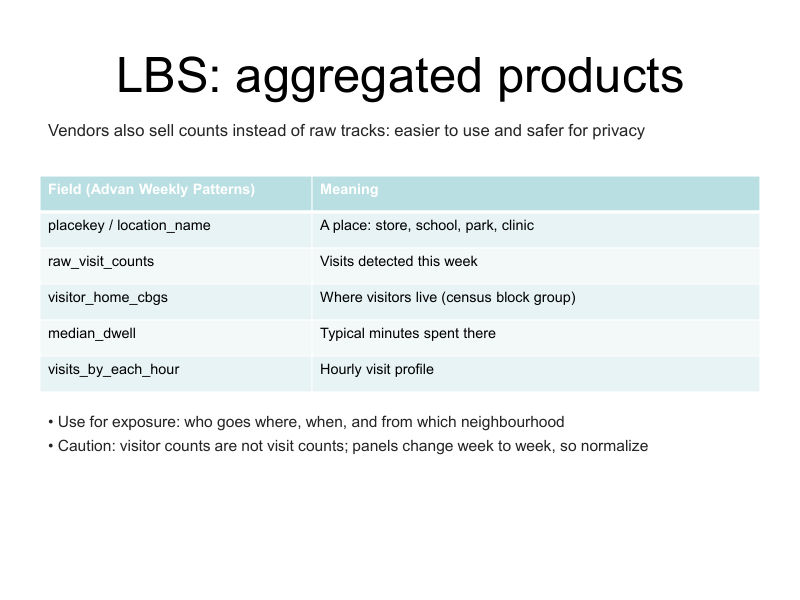 LBS: aggregated products
Vendors also sell counts instead of raw tracks: easier to use and safer for privacy
Field (Advan Weekly Patterns) Meaning
placekey / location_name A place: store, school, park, clinic
raw_visit_counts Visits detected this week
visitor_home_cbgs Where visitors live (census block group)
median_dwell Typical minutes spent there
visits_by_each_hour Hourly visit profile
• Use for exposure: who goes where, when, and from which neighbourhood
• Caution: visitor counts are not visit counts; panels change week to week, so normalize